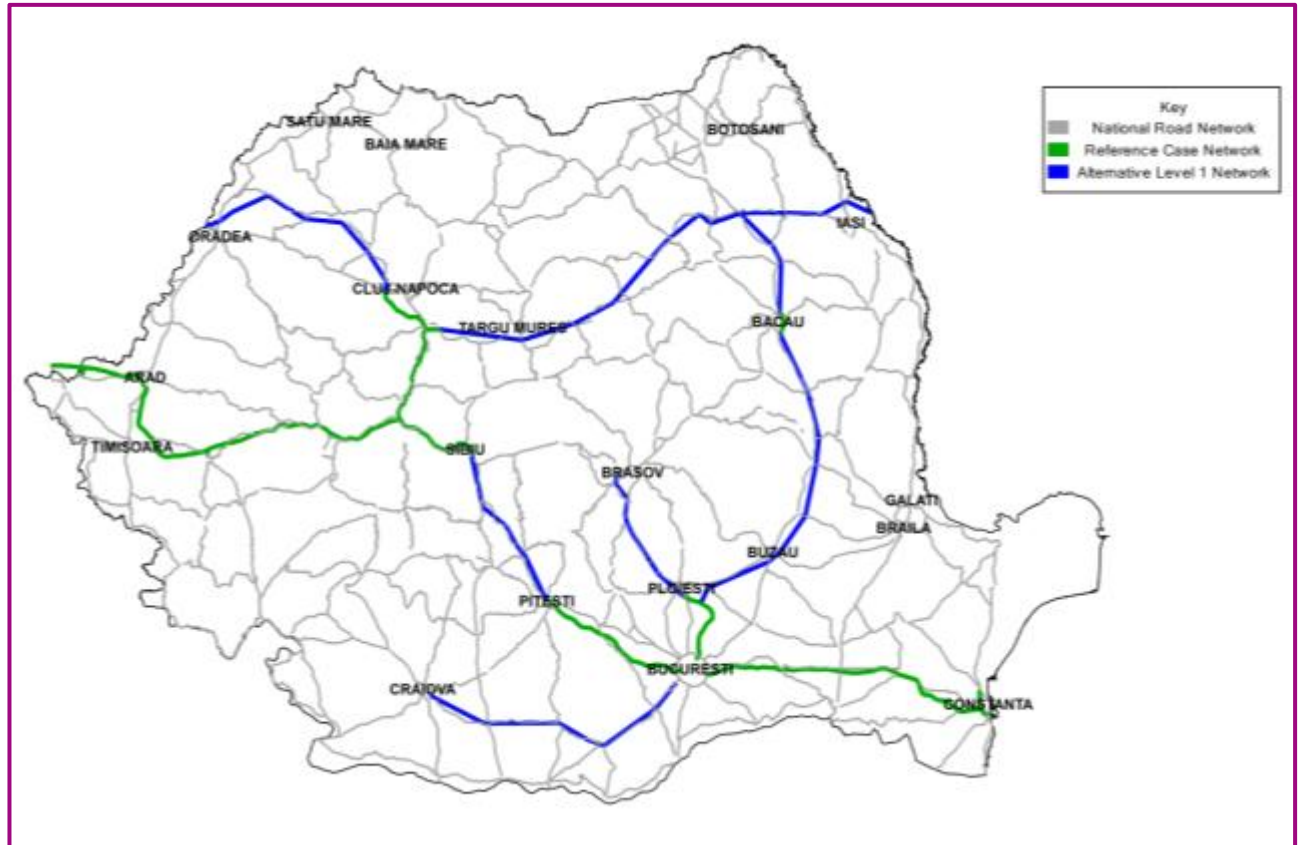 Key
National Road Network
Reference Case Network
Alternative Level 1 Network
SATU MARE
BAIA MARE
BOTOSANI
ORADEA
IASI
CLUJ-NAPOCA
TARGU MURES
BACAU
ARAD
TIMISOARA
SIBIU
BRASOV
GALATI
BRAILA
BUZAU
PLOIESTI
PITESTI
BUCURESTI
CRAIOVA
CONSTANTA